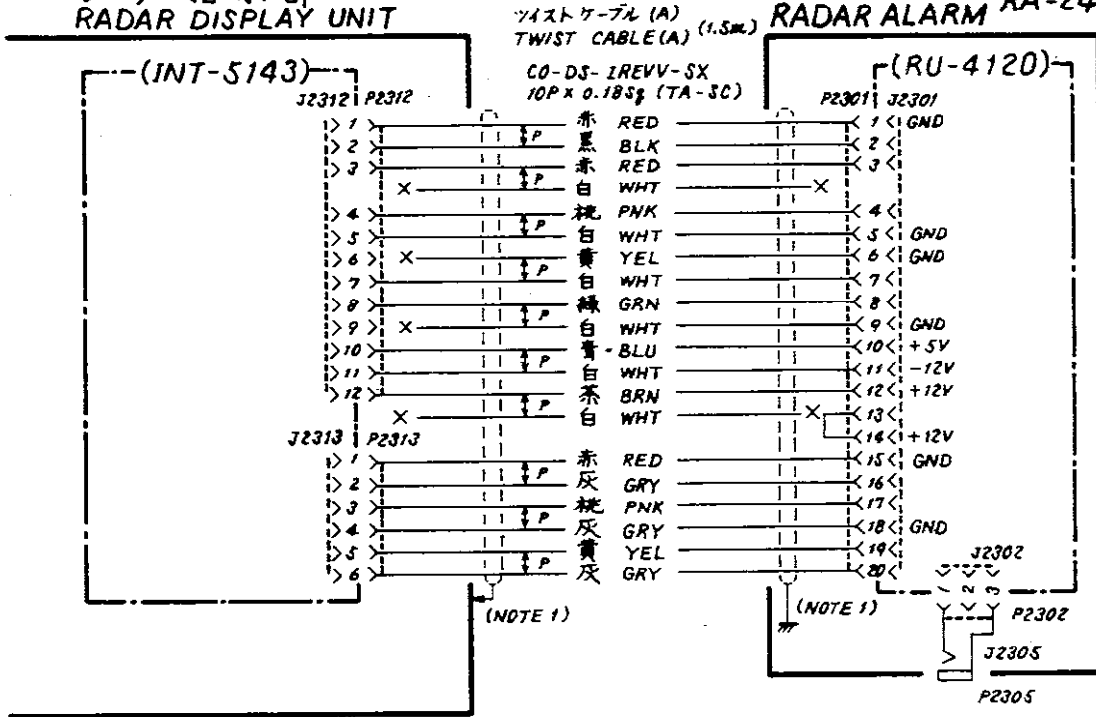 RADAR DISPLAY UNIT
ツイストケーブル (A)
TWIST CABLE(A) (1.5m)
RADAR ALARM RA-24
(INT-5143)
CO-DS-IREVV-SX
10P×0.18Sq (TA-SC)
(RU-4120)
J2312 P2312
P2301 J2301
1 P 赤 RED 1 GND
2 黒 BLK 2
3 P 赤 RED 3
× 白 WHT ×
4 P 桃 PNK 4
5 白 WHT 5 GND
6 × P 黄 YEL 6 GND
7 白 WHT 7
8 P 緑 GRN 8
9 × 白 WHT 9 GND
10 P 青 BLU 10 +5V
11 白 WHT 11 -12V
12 P 茶 BRN 12 +12V
× 白 WHT × 13
J2313 P2313 14 +12V
1 P 赤 RED 15 GND
2 灰 GRY 16
3 P 桃 PNK 17
4 灰 GRY 18 GND
5 P 黄 YEL 19
6 灰 GRY 20
J2302
1 2 3
(NOTE 1)
(NOTE 1)
P2302
J2305
P2305